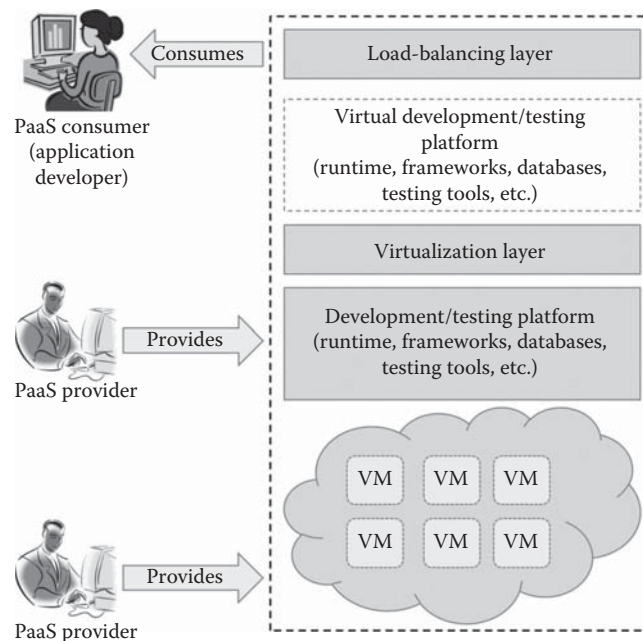 Consumes
Load-balancing layer
PaaS consumer
(application
developer)
Virtual development/testing
platform
(runtime, frameworks, databases,
testing tools, etc.)
Virtualization layer
PaaS provider
Provides
Development/testing platform
(runtime, frameworks, databases,
testing tools, etc.)
VM VM VM
VM VM VM
Provides
PaaS provider